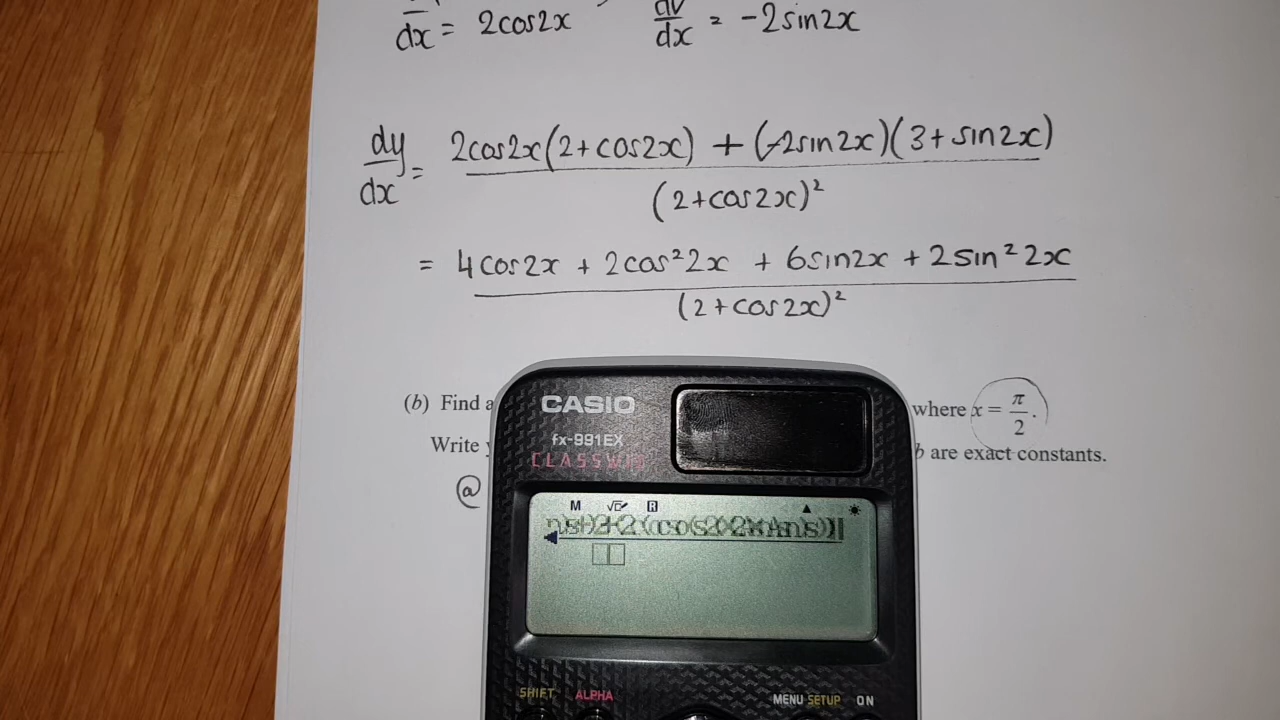 dx = 2cos2x dv/dx = -2sin2x
dy/dx = 2cos2x(2+cos2x) + (-2sin2x)(3+sin2x) / (2+cos2x)²
= 4cos2x + 2cos²2x + 6sin2x + 2sin²2x / (2+cos2x)²
(b) Find a where x = π/2.
Write b are exact constants.
@
CASIO
fx-991EX
CLASSWIZ
M √ R
SHIFT ALPHA MENU SETUP ON